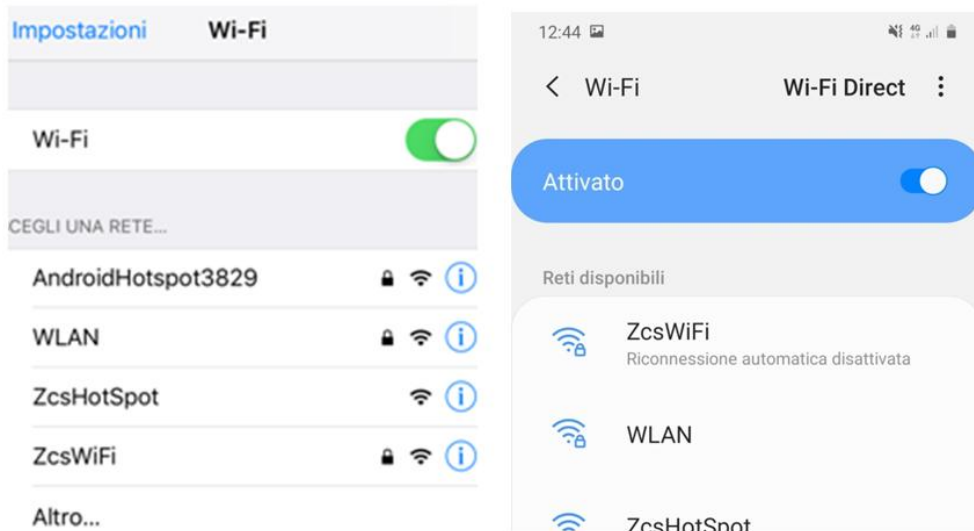 Impostazioni Wi-Fi
Wi-Fi
CEGLI UNA RETE...
AndroidHotspot3829
WLAN
ZcsHotSpot
ZcsWiFi
Altro...
12:44 4G
Wi-Fi Wi-Fi Direct
Attivato
Reti disponibili
ZcsWiFi
Riconnessione automatica disattivata
WLAN
ZcsHotSpot